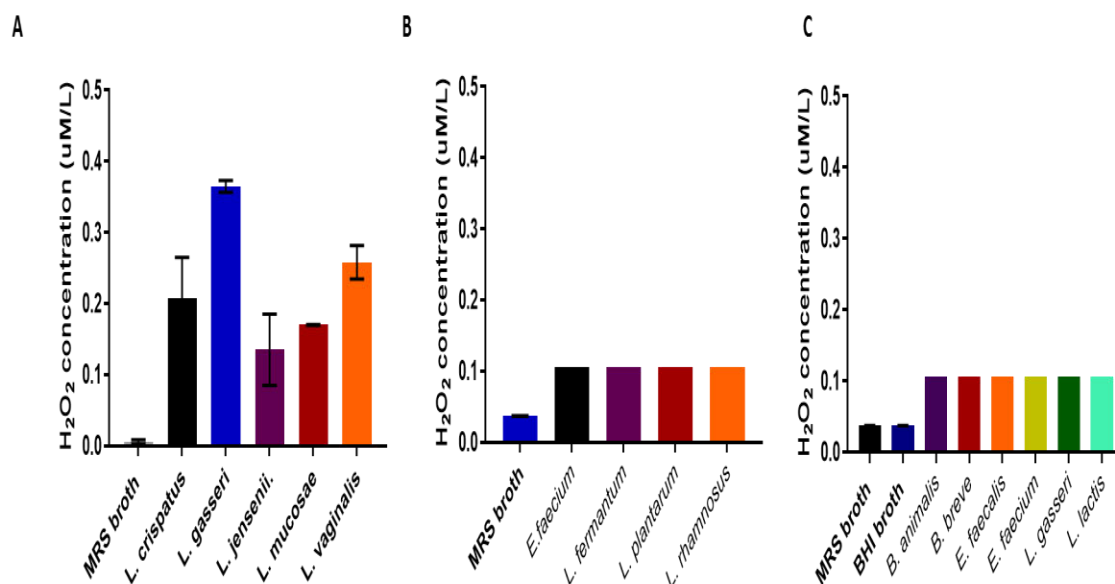 A
H₂O₂ concentration (uM/L)
0.5
0.4
0.3
0.2
0.1
0.0
MRS broth
L. crispatus
L. gasseri
L. jensenii.
L. mucosae
L. vaginalis
B
H₂O₂ concentration (uM/L)
0.5
0.4
0.3
0.2
0.1
0.0
MRS broth
E.faecium
L. fermantum
L. plantarum
L. rhamnosus
C
H₂O₂ concentration (uM/L)
0.5
0.4
0.3
0.2
0.1
0.0
MRS broth
BHI broth
B. animalis
B. breve
E. faecalis
E. faecium
L. gasseri
L. lactis